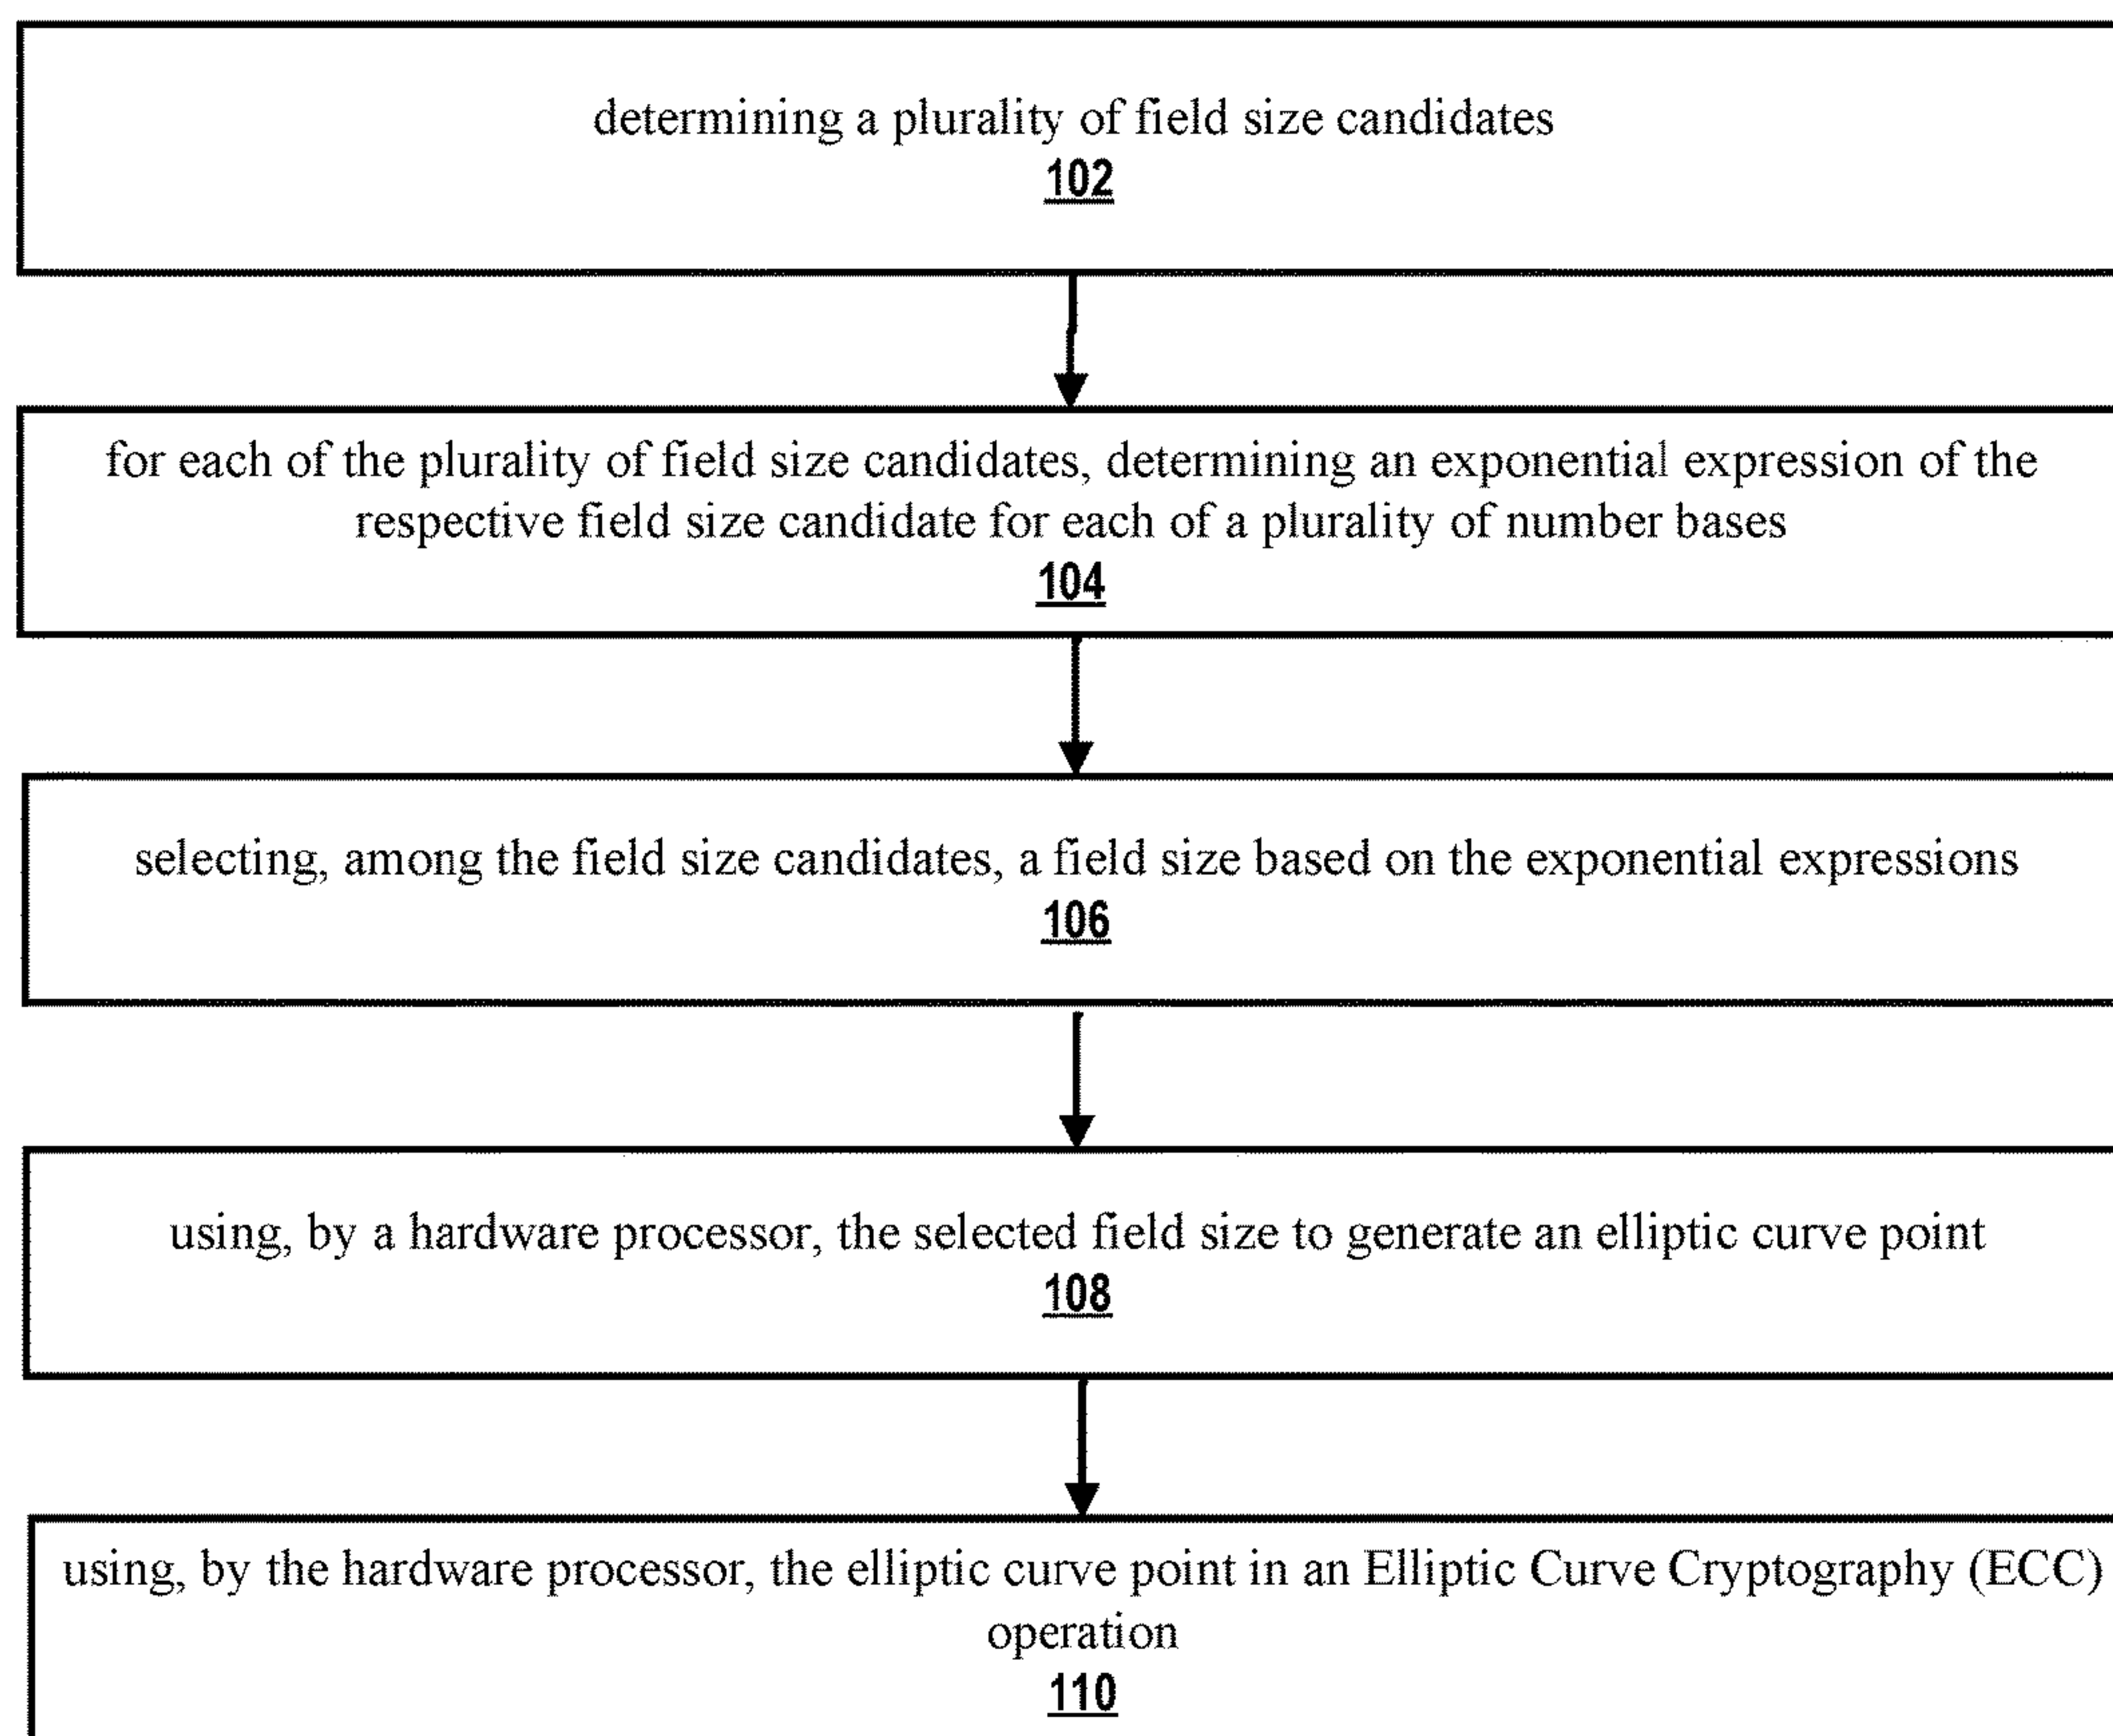 determining a plurality of field size candidates
102
for each of the plurality of field size candidates, determining an exponential expression of the
respective field size candidate for each of a plurality of number bases
104
selecting, among the field size candidates, a field size based on the exponential expressions
106
using, by a hardware processor, the selected field size to generate an elliptic curve point
108
using, by the hardware processor, the elliptic curve point in an Elliptic Curve Cryptography (ECC)
operation
110